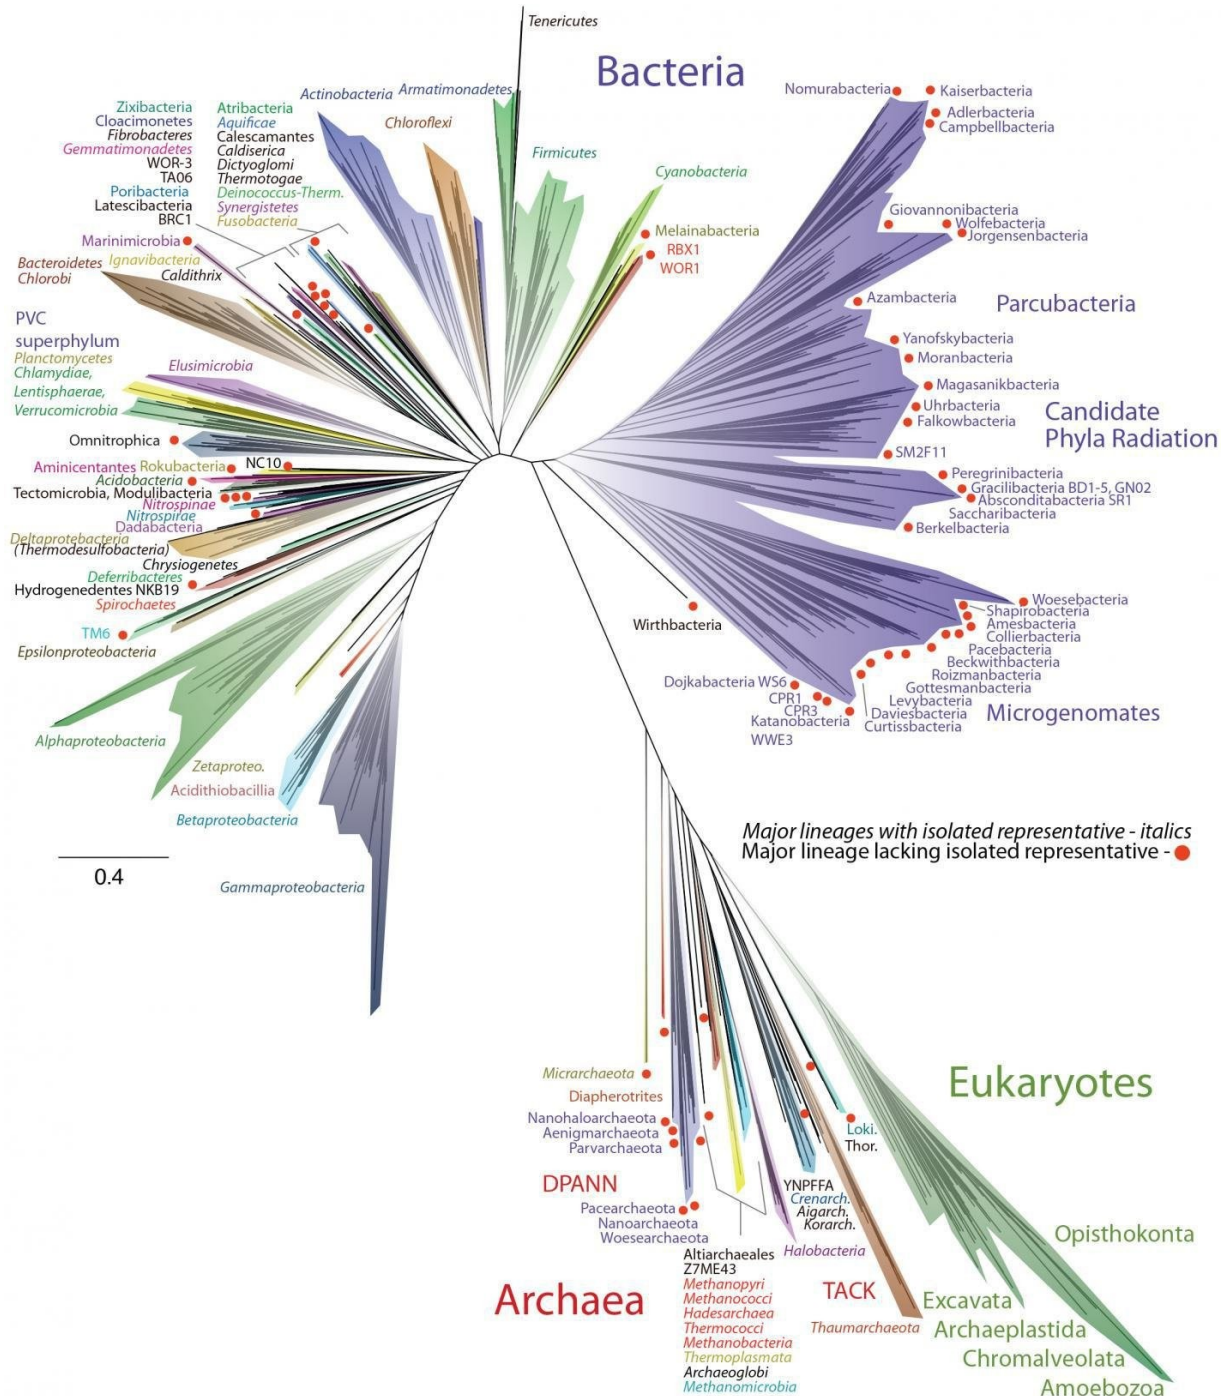 Tenericutes
Bacteria
Actinobacteria
Armatimonadetes
Nomurabacteria
Kaiserbacteria
Adlerbacteria
Campbellbacteria
Zixibacteria
Cloacimonetes
Fibrobacteres
Gemmatimonadetes
WOR-3
TA06
Poribacteria
Latescibacteria
BRC1
Atribacteria
Aquificae
Calescamantes
Caldiserica
Dictyoglomi
Thermotogae
Deinococcus-Therm.
Synergistetes
Fusobacteria
Chloroflexi
Firmicutes
Cyanobacteria
Giovannonibacteria
Wolfebacteria
Jorgensenbacteria
Melainabacteria
RBX1
WOR1
Marinimicrobia
Ignavibacteria
Caldithrix
Bacteroidetes
Chlorobi
Azambacteria
Parcubacteria
PVC
superphylum
Planctomycetes
Chlamydiae,
Lentisphaerae,
Verrucomicrobia
Elusimicrobia
Yanofskybacteria
Moranbacteria
Magasanikbacteria
Uhrbacteria
Falkowbacteria
Candidate
Phyla Radiation
SM2F11
Omnitrophica
Aminicentantes Rokubacteria NC10
Acidobacteria
Tectomicrobia, Modulibacteria
Nitrospinae
Nitrospirae
Dadabacteria
Deltaprotebacteria
(Thermodesulfobacteria)
Chrysiogenetes
Deferribacteres
Hydrogenedentes NKB19
Spirochaetes
TM6
Epsilonproteobacteria
Peregrinibacteria
Gracilibacteria BD1-5, GN02
Absconditabacteria SR1
Saccharibacteria
Berkelbacteria
Woesebacteria
Shapirobacteria
Amesbacteria
Collierbacteria
Pacebacteria
Beckwithbacteria
Roizmanbacteria
Gottesmanbacteria
Levybacteria
Daviesbacteria
Curtissbacteria
Microgenomates
Wirthbacteria
Dojkabacteria WS6
CPR1
CPR3
Katanobacteria
WWE3
Alphaproteobacteria
Zetaproteo.
Acidithiobacillia
Betaproteobacteria
Major lineages with isolated representative - italics
Major lineage lacking isolated representative -
0.4
Gammaproteobacteria
Micrarchaeota
Diapherotrites
Nanohaloarchaeota
Aenigmarchaeota
Parvarchaeota
DPANN
Pacearchaeota
Nanoarchaeota
Woesearchaeota
Eukaryotes
Loki.
Thor.
YNPFFA
Crenarch.
Aigarch.
Korarch.
Halobacteria
Altiarchaeales
Z7ME43
Methanopyri
Methanococci
Hadesarchaea
Thermococci
Methanobacteria
Thermoplasmata
Archaeoglobi
Methanomicrobia
Archaea
TACK
Thaumarchaeota
Opisthokonta
Excavata
Archaeplastida
Chromalveolata
Amoebozoa